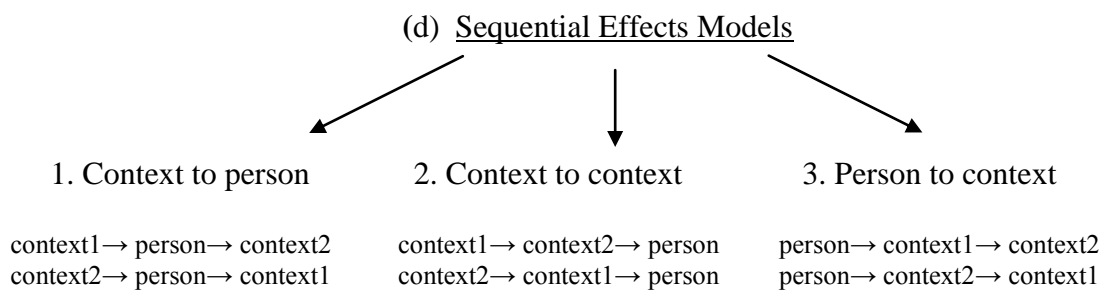 (d) Sequential Effects Models
1. Context to person 2. Context to context 3. Person to context
context1→ person→ context2 context1→ context2→ person person→ context1→ context2
context2→ person→ context1 context2→ context1→ person person→ context2→ context1